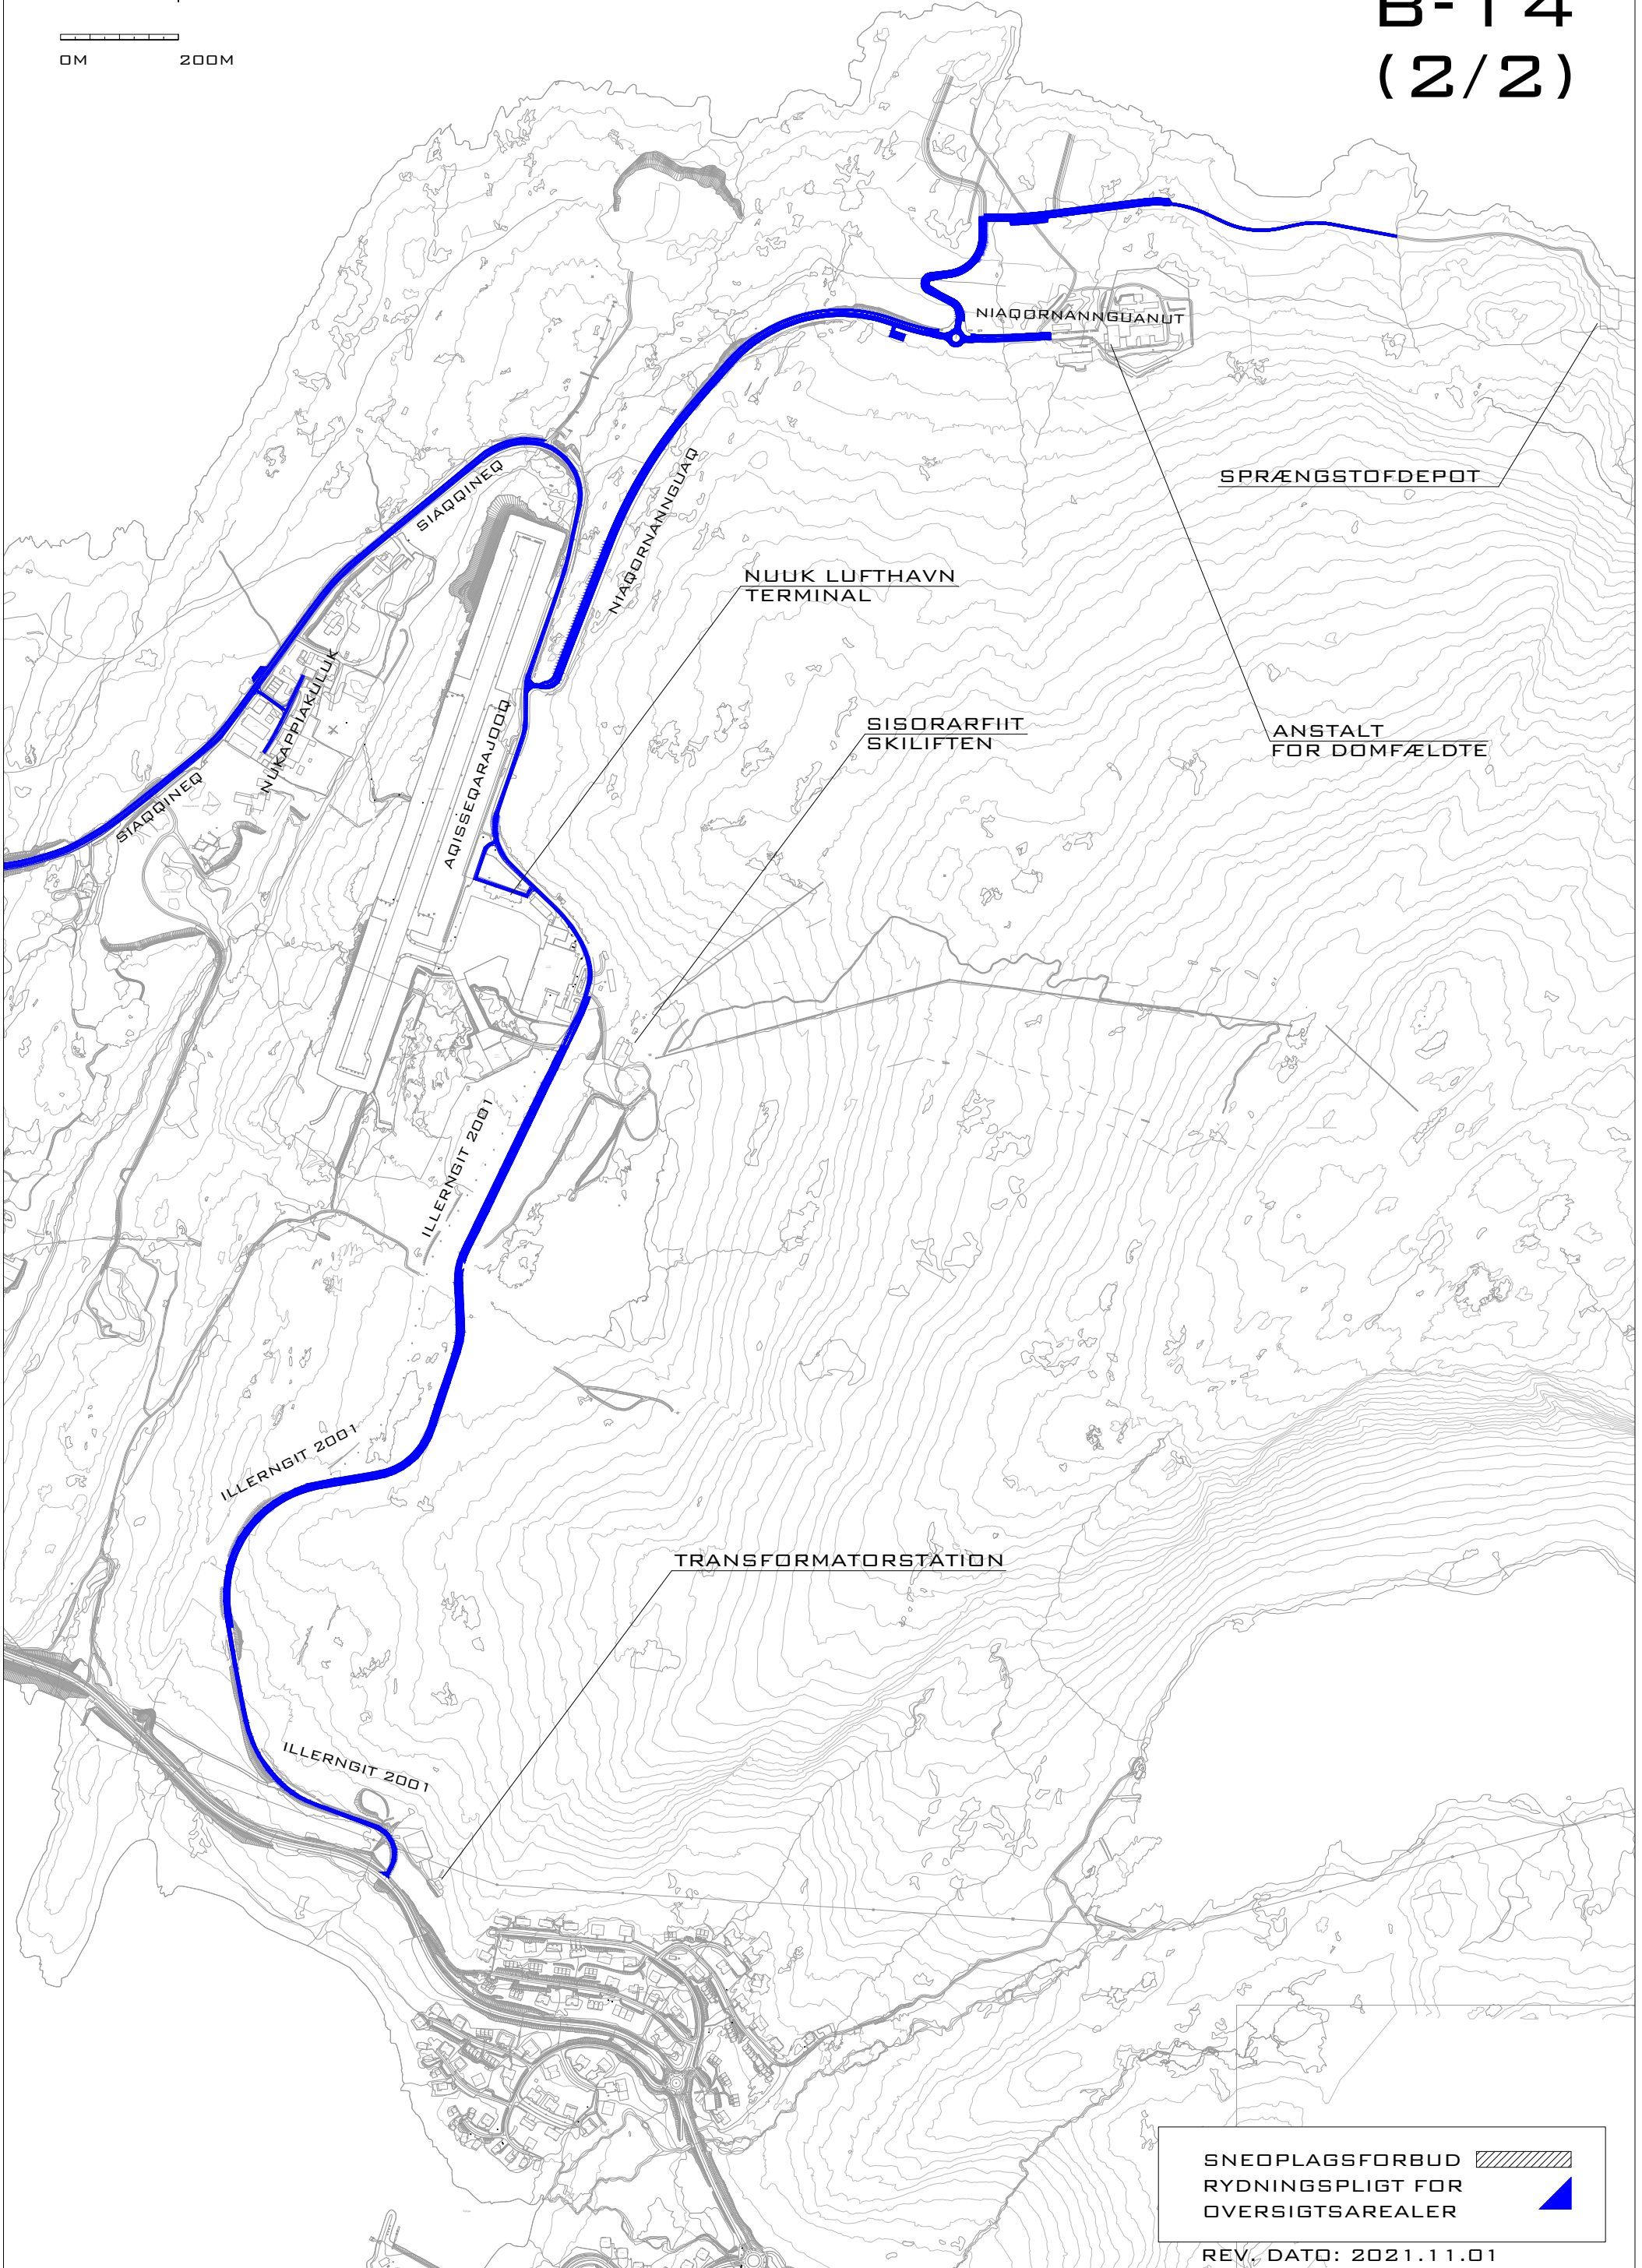 B-14
(2/2)
0M 200M
NIAQORNANNGUANUT
SIAQQINEQ
NIAQORNANNGUAQ
SPRÆNGSTOFDEPOT
NUUK LUFTHAVN
TERMINAL
NUKAPPIAKULUK
AQISSEQARAJOOQ
SISORARFIIT
SKILIFTEN
ANSTALT
FOR DOMFÆLDTE
SIAQQINEQ
ILLERNGIT 2001
ILLERNGIT 2001
TRANSFORMATORSTATION
ILLERNGIT 2001
SNEOPLAGSFORBUD
RYDNINGSPLIGT FOR
OVERSIGTSAREALER
REV. DATO: 2021.11.01